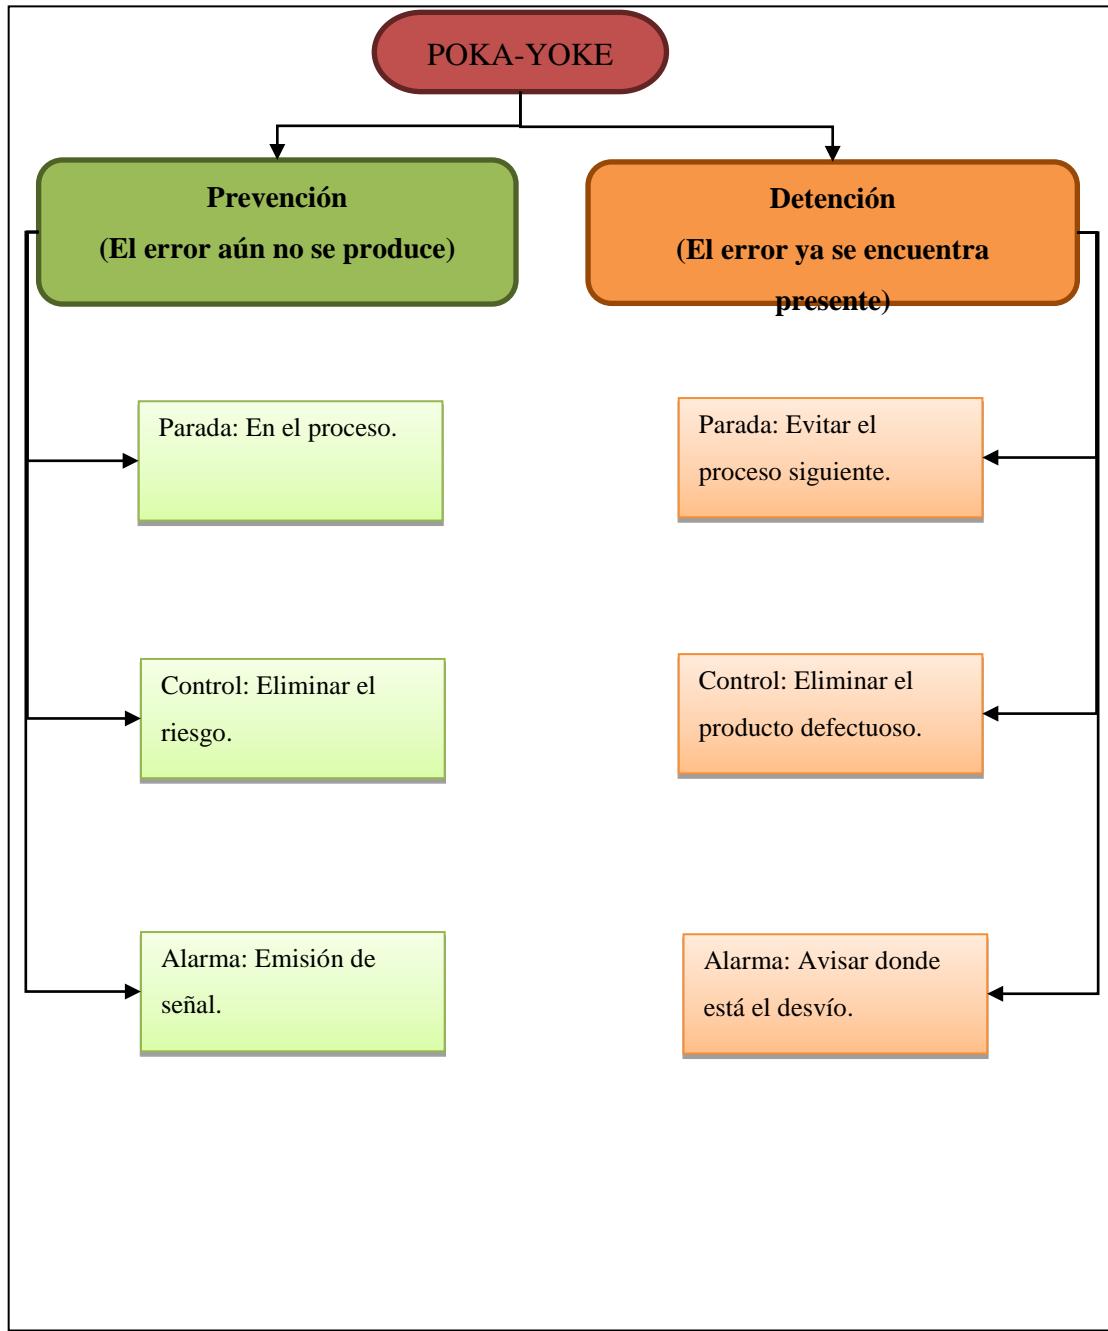 POKA-YOKE
Prevención
(El error aún no se produce)
Detención
(El error ya se encuentra
presente)
Parada: En el proceso.
Parada: Evitar el
proceso siguiente.
Control: Eliminar el
riesgo.
Control: Eliminar el
producto defectuoso.
Alarma: Emisión de
señal.
Alarma: Avisar donde
está el desvío.